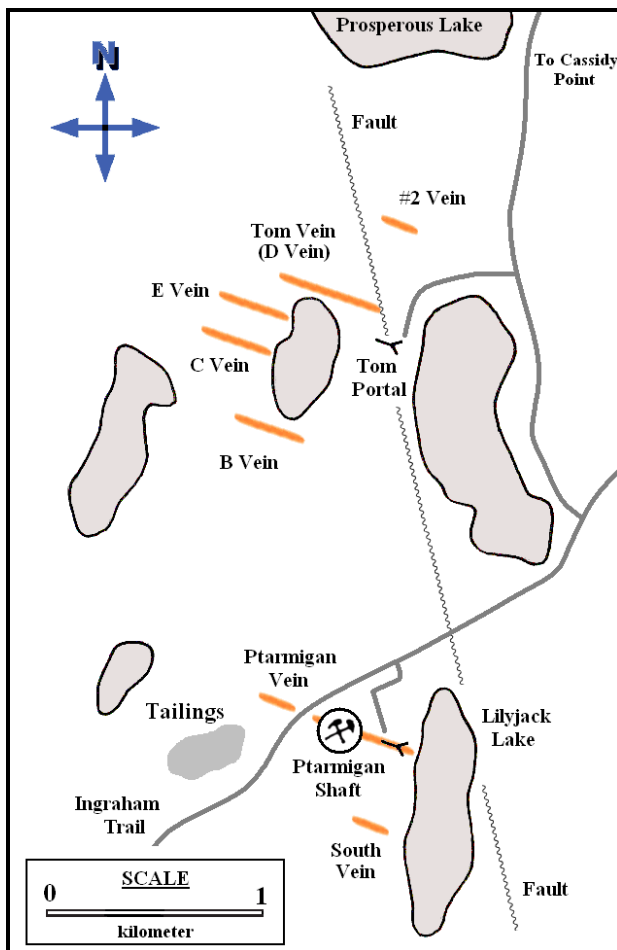 Prosperous Lake
N
To Cassidy
Point
Fault
#2 Vein
Tom Vein
(D Vein)
E Vein
C Vein
Tom
Portal
B Vein
Ptarmigan
Vein
Tailings
Lilyjack
Lake
Ptarmigan
Shaft
Ingraham
Trail
South
Vein
Fault
SCALE
0 1
kilometer